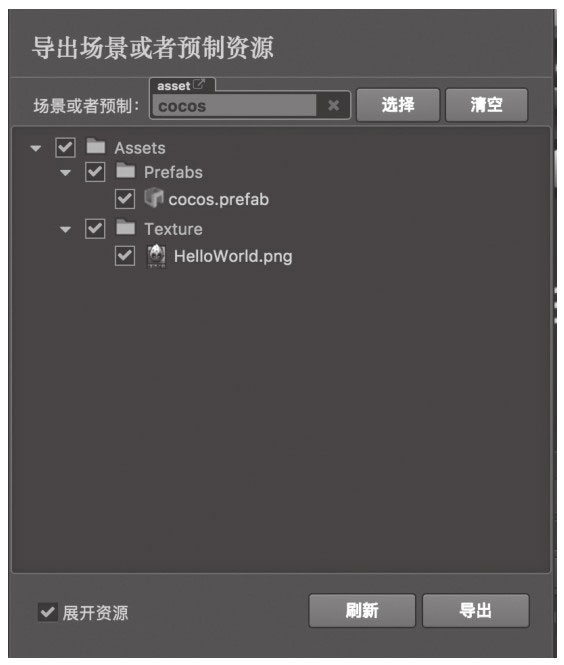 导出场景或者预制资源
asset
场景或者预制： cocos 选择 清空
Assets
Prefabs
cocos.prefab
Texture
HelloWorld.png
展开资源 刷新 导出